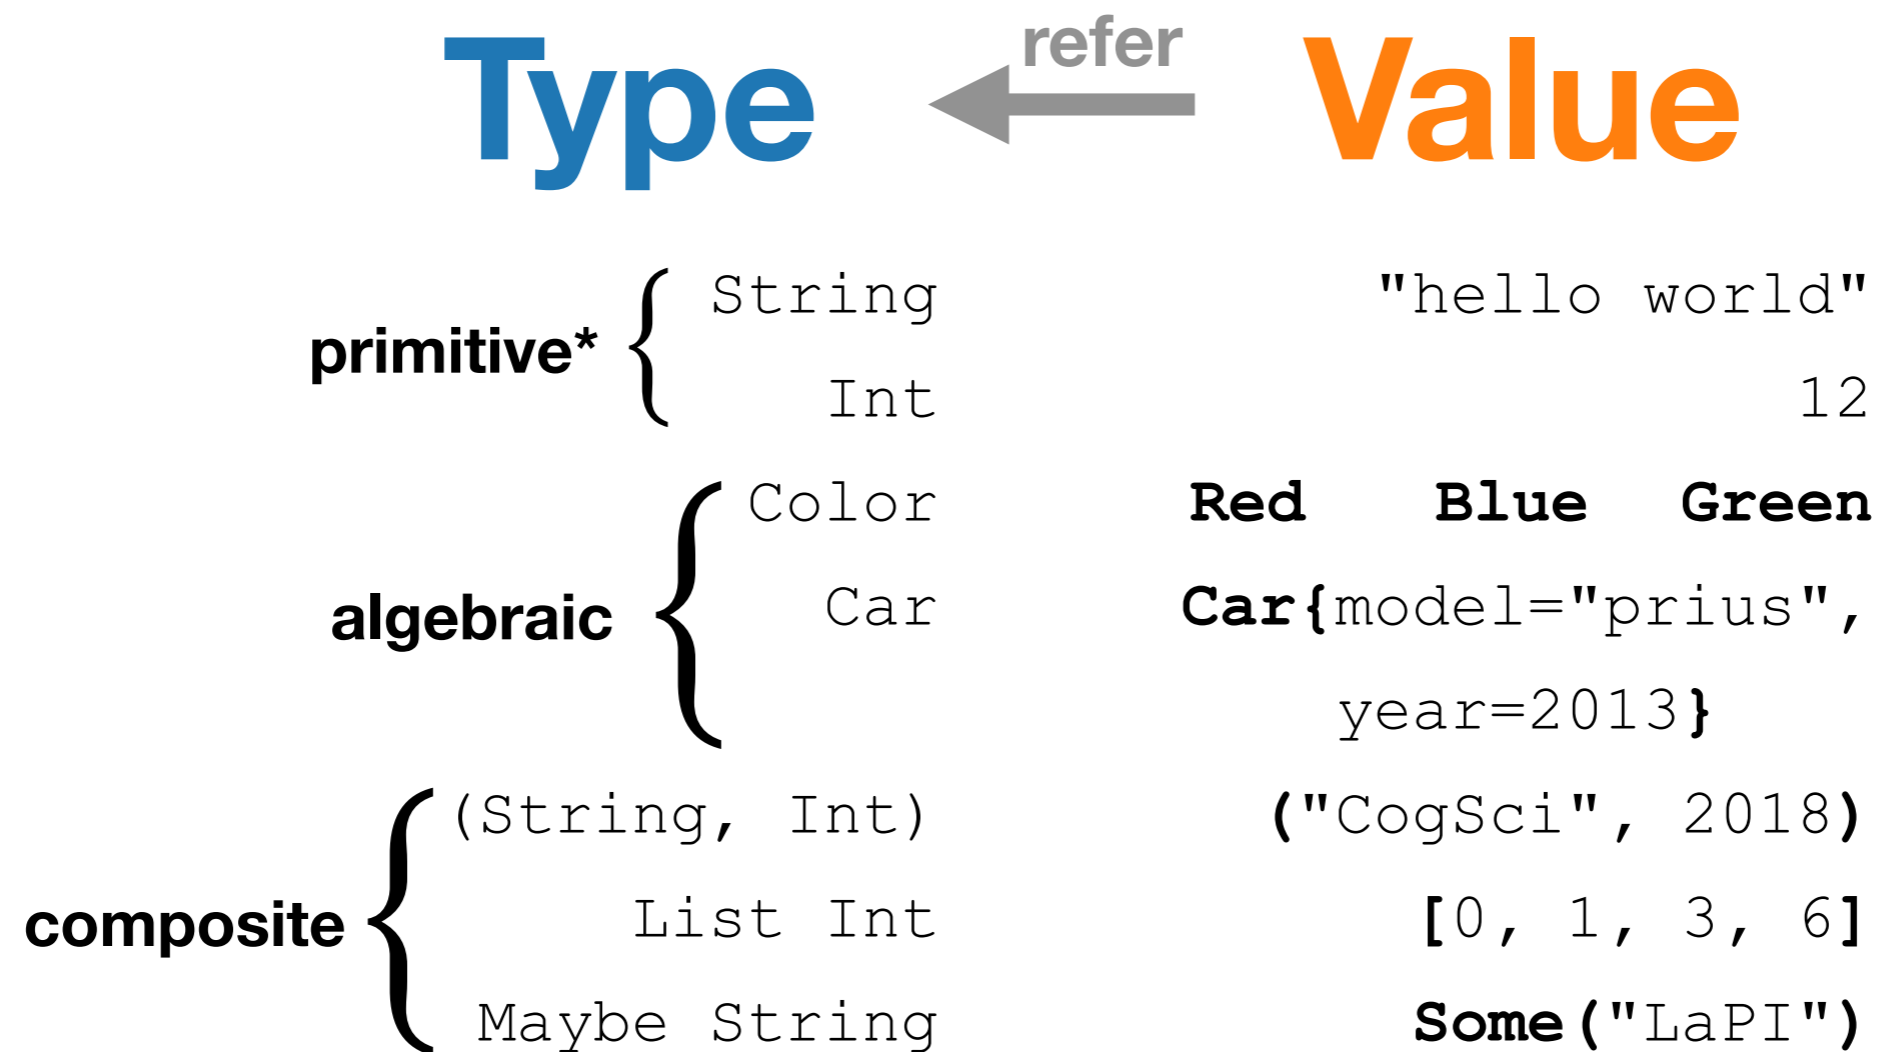 Type refer Value
primitive* String "hello world"
Int 12
algebraic Color Red Blue Green
Car Car{model="prius",
year=2013}
composite (String, Int) ("CogSci", 2018)
List Int [0, 1, 3, 6]
Maybe String Some("LaPI")